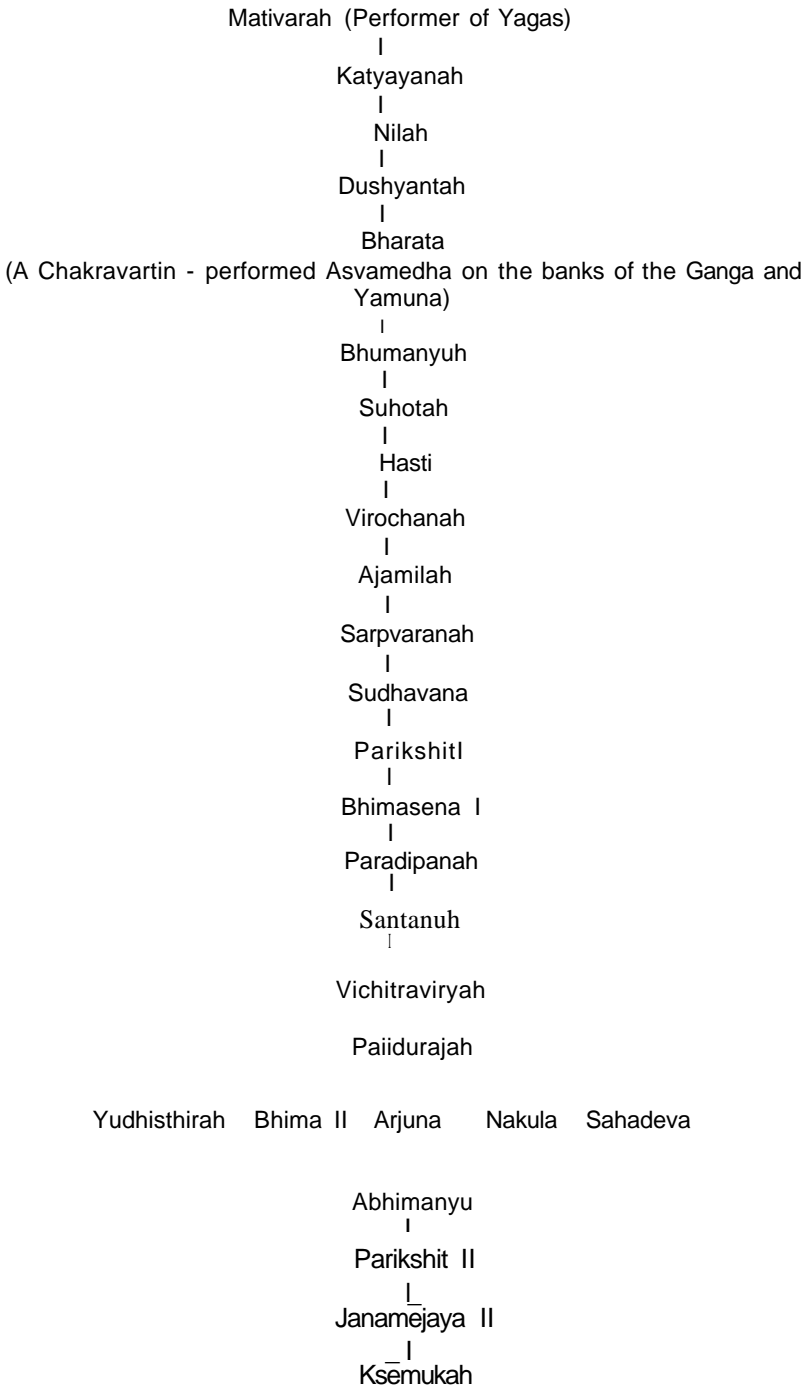 Mativarah (Performer of Yagas)
I
Katyayanah
I
Nilah
I
Dushyantah
I
Bharata
(A Chakravartin - performed Asvamedha on the banks of the Ganga and
Yamuna)
I
Bhumanyuh
I
Suhotah
I
Hasti
I
Virochanah
I
Ajamilah
I
Sarpvaranah
I
Sudhavana
I
ParikshitI
I
Bhimasena I
I
Paradipanah
I
Santanuh
I
Vichitraviryah
Paiidurajah
Yudhisthirah Bhima II Arjuna Nakula Sahadeva
Abhimanyu
I
Parikshit II
I
Janamējaya II
I
Ksēmukah